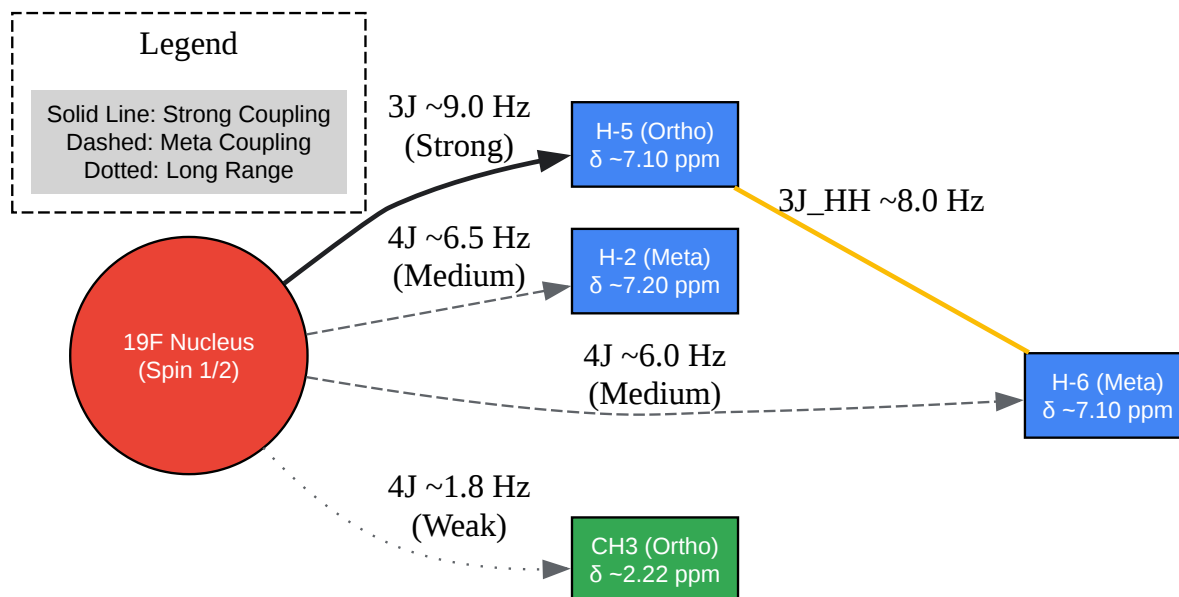 Legend
Solid Line: Strong Coupling
Dashed: Meta Coupling
Dotted: Long Range
3J ~9.0 Hz
(Strong)
H-5 (Ortho)
δ ~7.10 ppm
3J_HH ~8.0 Hz
4J ~6.5 Hz
(Medium)
H-2 (Meta)
δ ~7.20 ppm
19F Nucleus
(Spin 1/2)
4J ~6.0 Hz
(Medium)
H-6 (Meta)
δ ~7.10 ppm
4J ~1.8 Hz
(Weak)
CH3 (Ortho)
δ ~2.22 ppm